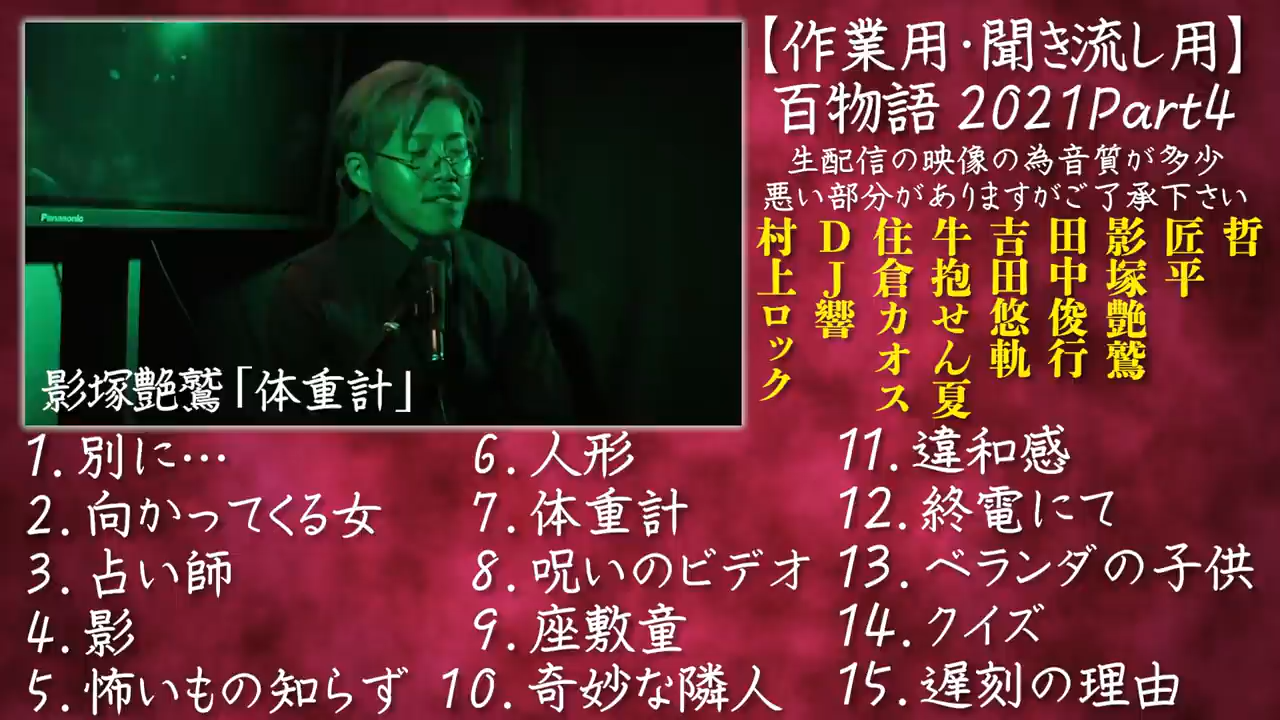 【作業用・聞き流し用】
百物語 2021Part4
生配信の映像の為音質が多少
悪い部分がありますがご了承下さい
哲
匠平
影塚艶鷲
田中俊行
吉田悠軌
牛抱せん夏
住倉カオス
DJ響
村上ロック
Panasonic
影塚艶鷲「体重計」
1. 別に…
2. 向かってくる女
3. 占い師
4. 影
5. 怖いもの知らず
6. 人形
7. 体重計
8. 呪いのビデオ
9. 座敷童
10. 奇妙な隣人
11. 違和感
12. 終電にて
13. ベランダの子供
14. クイズ
15. 遅刻の理由